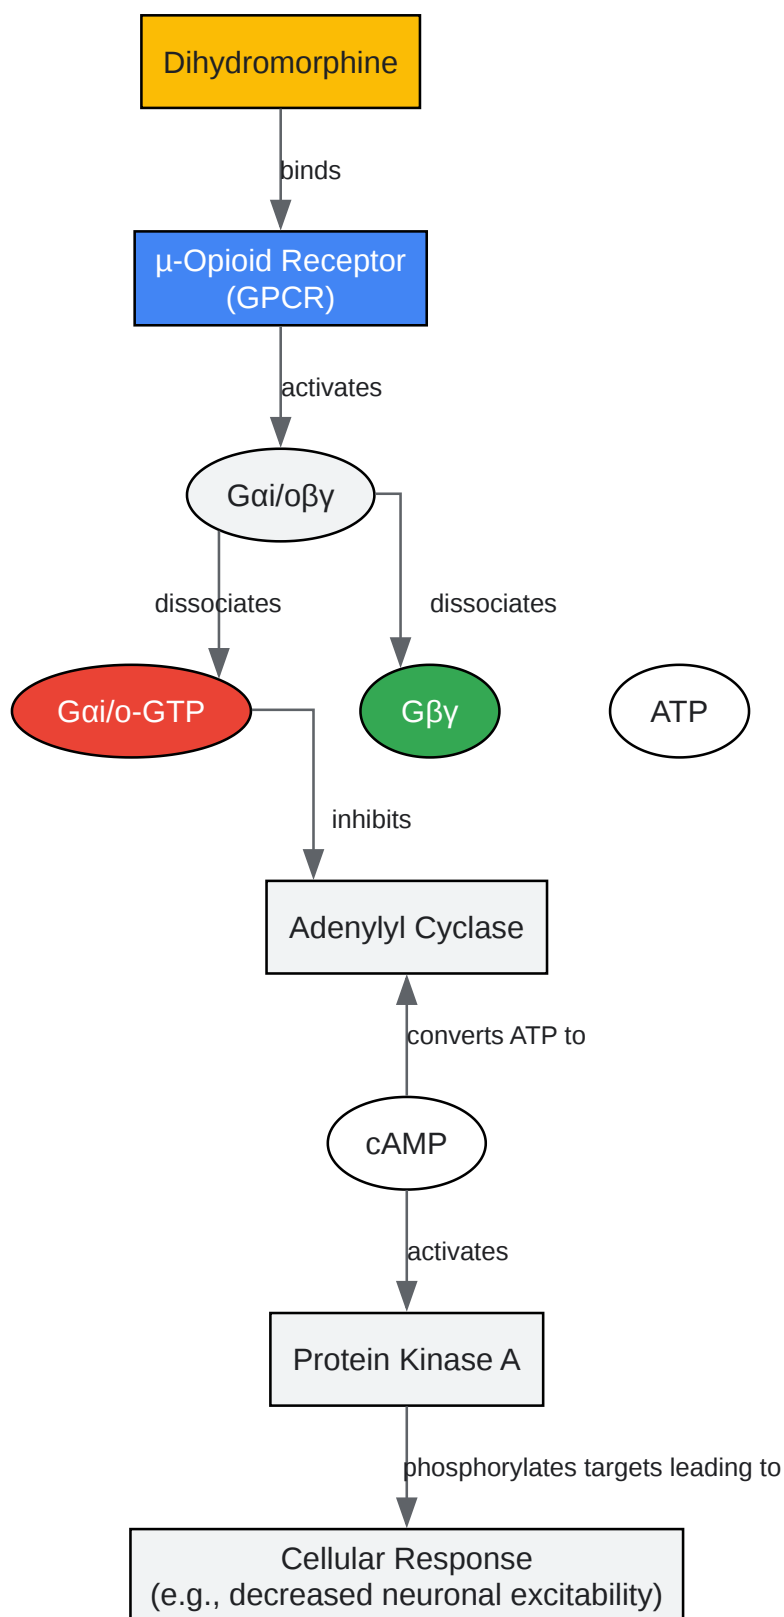 Dihydromorphine
binds
µ-Opioid Receptor
(GPCR)
activates
Gαi/oβγ
dissociates
dissociates
Gαi/o-GTP
Gβγ
ATP
inhibits
Adenylyl Cyclase
converts ATP to
cAMP
activates
Protein Kinase A
phosphorylates targets leading to
Cellular Response
(e.g., decreased neuronal excitability)